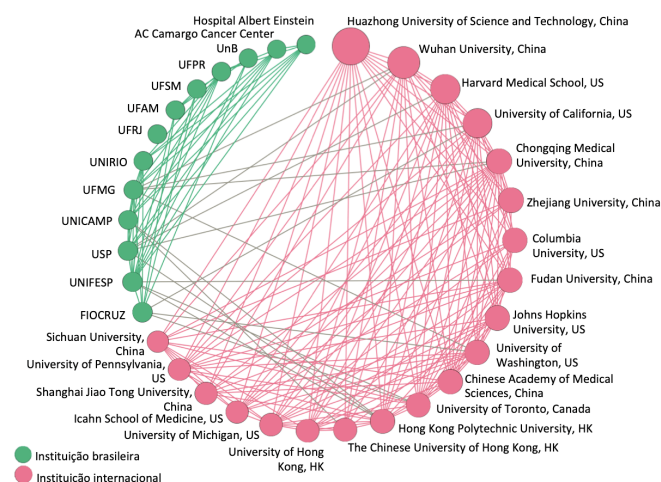 Hospital Albert Einstein
AC Camargo Cancer Center
UnB
UFPR
UFSM
UFAM
UFRJ
UNIRIO
UFMG
UNICAMP
USP
UNIFESP
FIOCRUZ
Huazhong University of Science and Technology, China
Wuhan University, China
Harvard Medical School, US
University of California, US
Chongqing Medical
University, China
Zhejiang University, China
Columbia
University, US
Fudan University, China
Johns Hopkins
University, US
University of
Washington, US
Chinese Academy of Medical
Sciences, China
University of Toronto, Canada
Hong Kong Polytechnic University, HK
The Chinese University of Hong Kong, HK
University of Hong
Kong, HK
University of Michigan, US
Icahn School of Medicine, US
Shanghai Jiao Tong University,
China
University of Pennsylvania,
US
Sichuan University,
China
Instituição brasileira
Instituição internacional